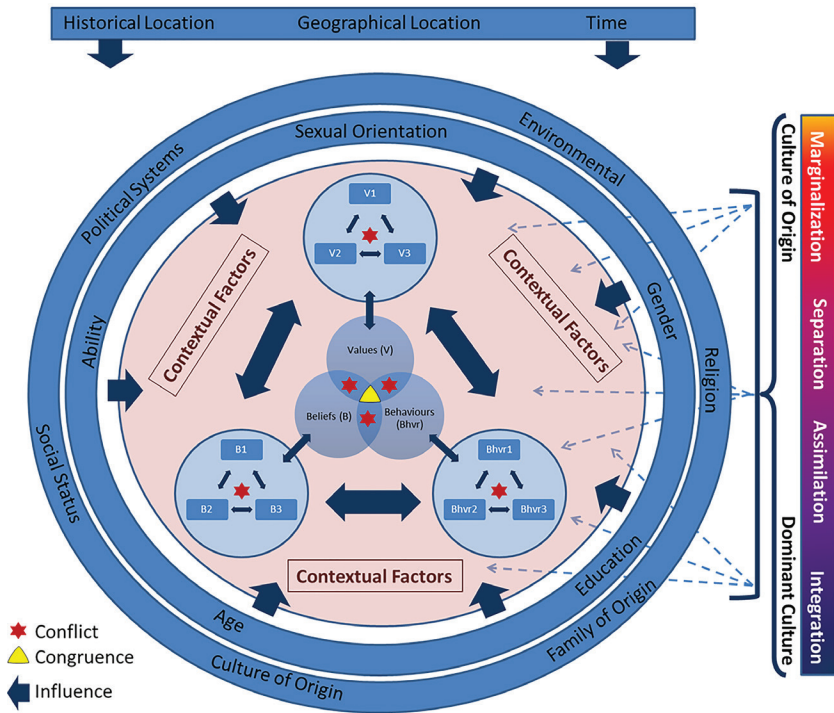 Historical Location
Geographical Location
Time
Political Systems
Environmental
Sexual Orientation
Ability
Gender
Religion
Social Status
Education
Age
Family of Origin
Culture of Origin
Contextual Factors
Contextual Factors
Contextual Factors
V1
V2
V3
Values (V)
Beliefs (B)
Behaviours
(Bhvr)
B1
B2
B3
Bhvr1
Bhvr2
Bhvr3
Culture of Origin
Dominant Culture
Marginalization
Separation
Assimilation
Integration
Conflict
Congruence
Influence